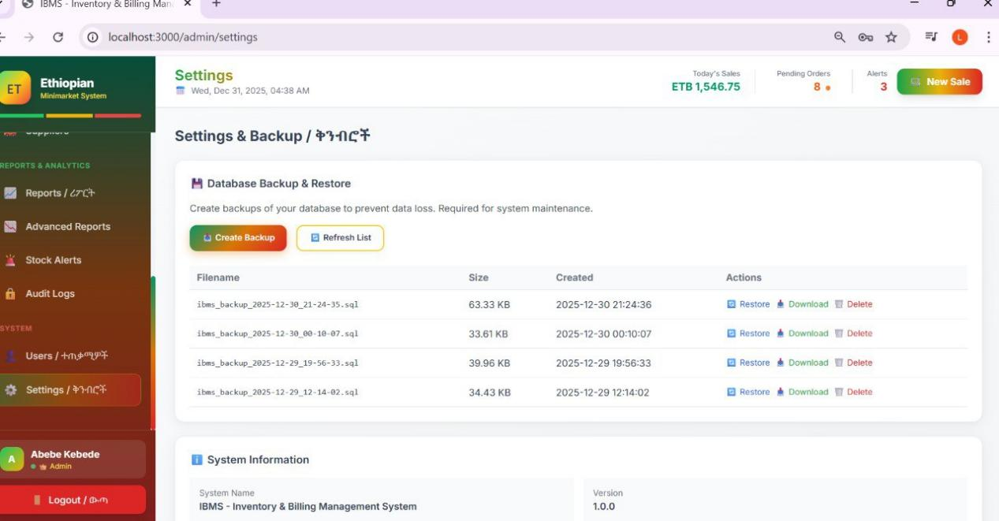 IBMS - Inventory & Billing Man
localhost:3000/admin/settings
L
ET
Ethiopian
Minimarket System
Suppliers
REPORTS & ANALYTICS
Reports / ሪፖርት
Advanced Reports
Stock Alerts
Audit Logs
SYSTEM
Users / ተጠቃሚዎች
Settings / ቅንብሮች
A
Abebe Kebede
Admin
Logout / ውጣ
Settings
Wed, Dec 31, 2025, 04:38 AM
Today's Sales
ETB 1,546.75
Pending Orders
8
Alerts
3
New Sale
Settings & Backup / ቅንብሮች
Database Backup & Restore
Create backups of your database to prevent data loss. Required for system maintenance.
Create Backup Refresh List
Filename Size Created Actions
ibms_backup_2025-12-30_21-24-35.sql 63.33 KB 2025-12-30 21:24:36 Restore Download Delete
ibms_backup_2025-12-30_00-10-07.sql 33.61 KB 2025-12-30 00:10:07 Restore Download Delete
ibms_backup_2025-12-29_19-56-33.sql 39.96 KB 2025-12-29 19:56:33 Restore Download Delete
ibms_backup_2025-12-29_12-14-02.sql 34.43 KB 2025-12-29 12:14:02 Restore Download Delete
System Information
System Name
IBMS - Inventory & Billing Management System
Version
1.0.0